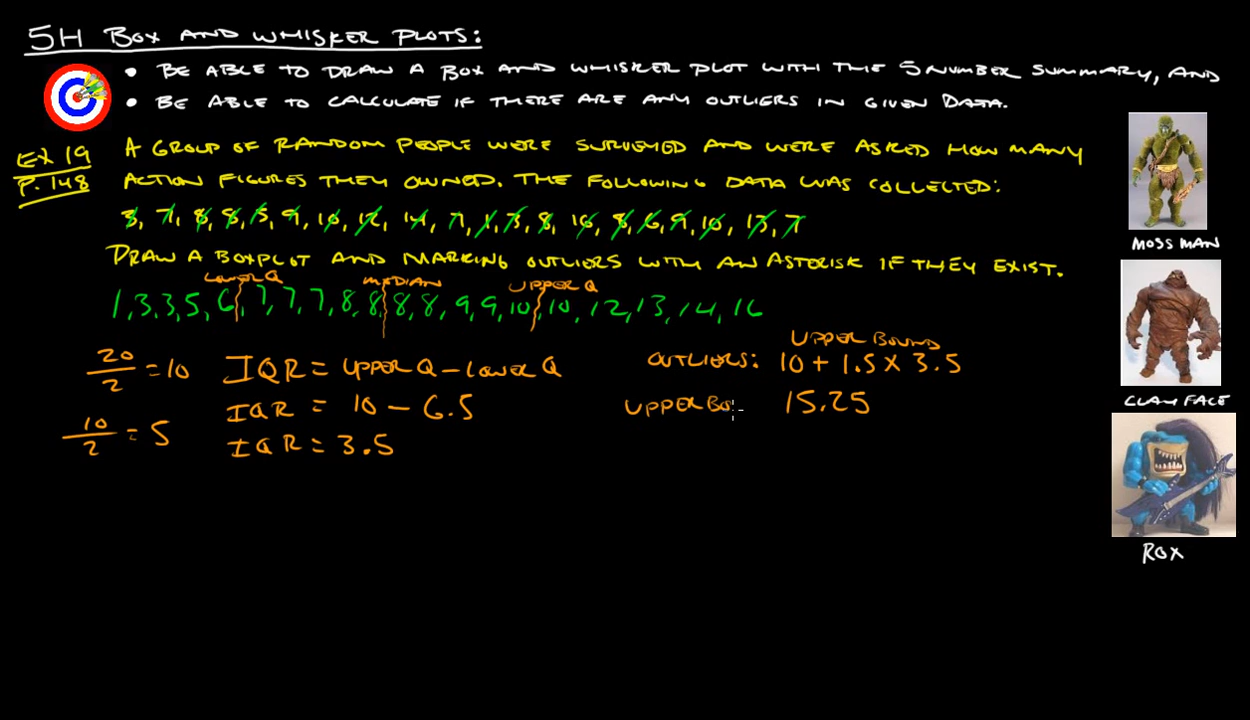 5H BOX AND WHISKER PLOTS:
• BE ABLE TO DRAW A BOX AND WHISKER PLOT WITH THE 5 NUMBER SUMMARY, AND
• BE ABLE TO CALCULATE IF THERE ARE ANY OUTLIERS IN GIVEN DATA.
EX 19
P.148
A GROUP OF RANDOM PEOPLE WERE SURVEYED AND WERE ASKED HOW MANY
ACTION FIGURES THEY OWNED. THE FOLLOWING DATA WAS COLLECTED:
3, 7, 8, 8, 5, 9, 10, 12, 14, 7, 1, 3, 8, 16, 8, 6, 9, 10, 13, 7
DRAW A BOXPLOT AND MARKING OUTLIERS WITH AN ASTERISK IF THEY EXIST.
LOWER Q MEDIAN UPPER Q
1, 3, 3, 5, 6, 7, 7, 7, 8, 8, 8, 8, 9, 9, 10, 10, 12, 13, 14, 16
20/2 = 10
10/2 = 5
IQR = UPPER Q - LOWER Q
IQR = 10 - 6.5
IQR = 3.5
UPPER BOUND
OUTLIERS: 10 + 1.5 × 3.5
UPPER BO 15.25
MOSS MAN
CLAY FACE
ROX